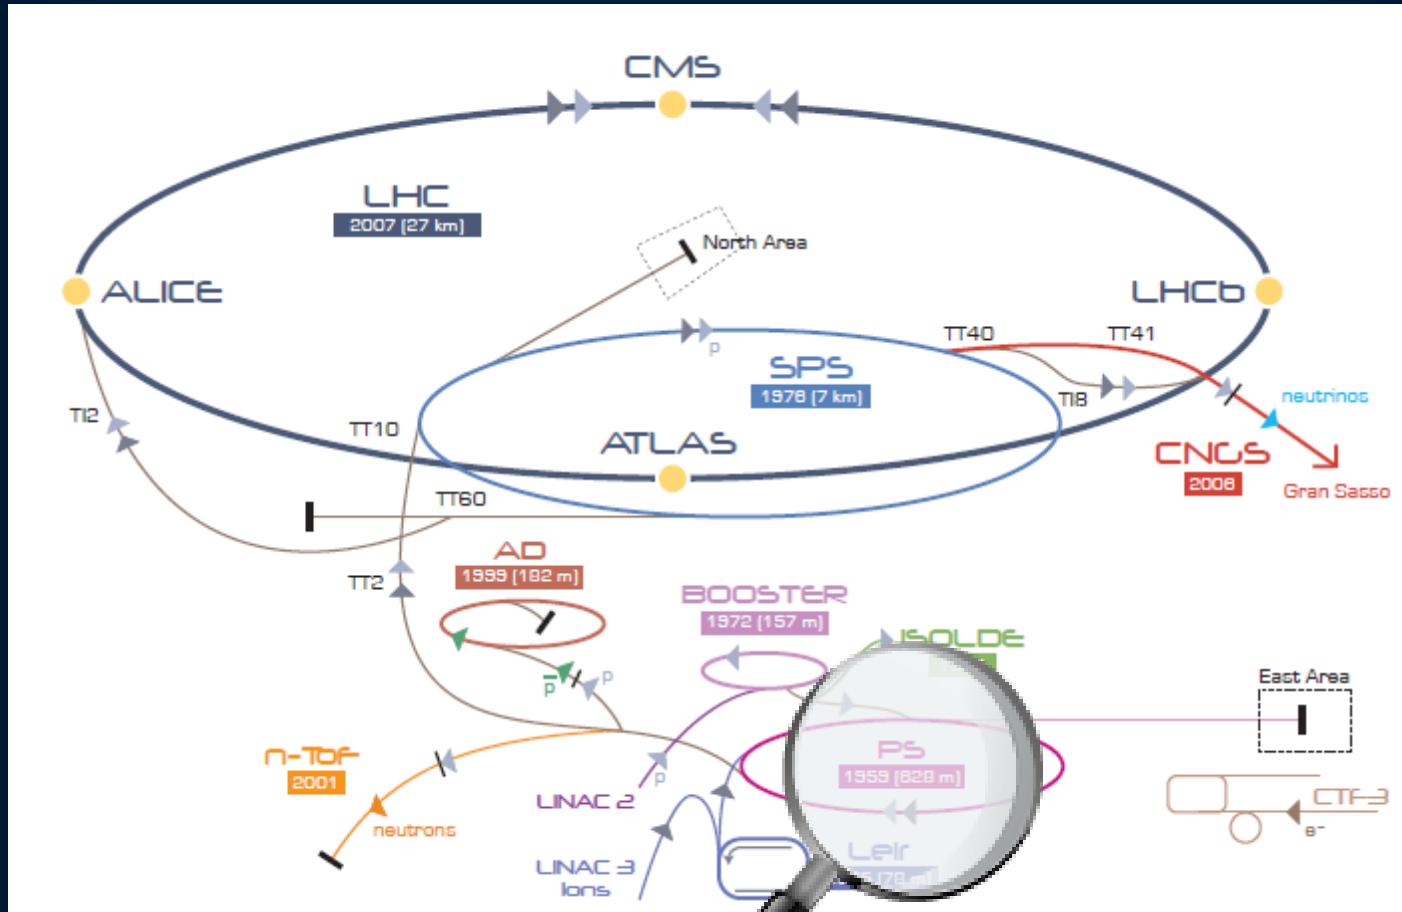 CMS
LHC
2007 (27 km)
North Area
ALICE
LHCb
TT40
TT41
p
SPS
1976 (7 km)
TI8
neutrinos
TI2
TT10
ATLAS
CNGS
2006
Gran Sasso
TT60
AD
1999 (182 m)
TT2
BOOSTER
1972 (157 m)
ISOLDE
East Area
p
p
n-ToF
2001
PS
1959 (628 m)
p
LINAC 2
neutrons
CTF3
e-
LINAC 3
Ions
Leir
(78 m)